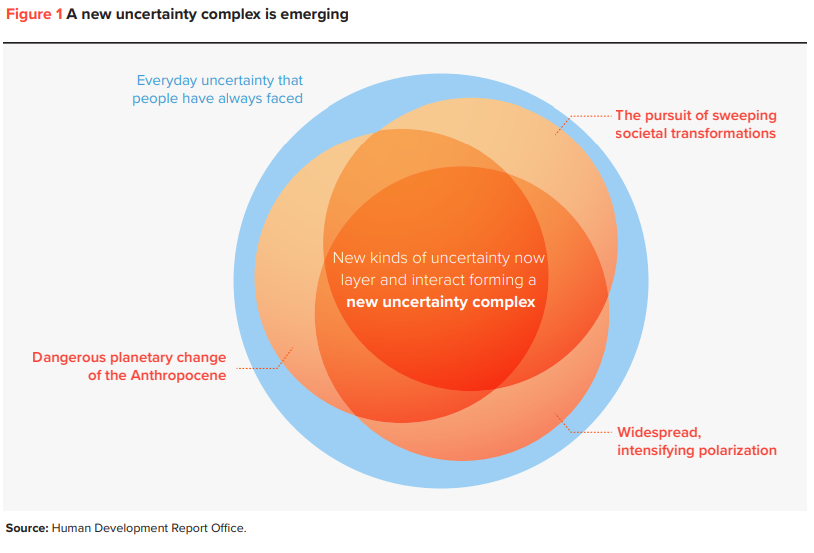 Figure 1 A new uncertainty complex is emerging
Everyday uncertainty that
people have always faced
The pursuit of sweeping
societal transformations
New kinds of uncertainty now
layer and interact forming a
new uncertainty complex
Dangerous planetary change
of the Anthropocene
Widespread,
intensifying polarization
Source: Human Development Report Office.